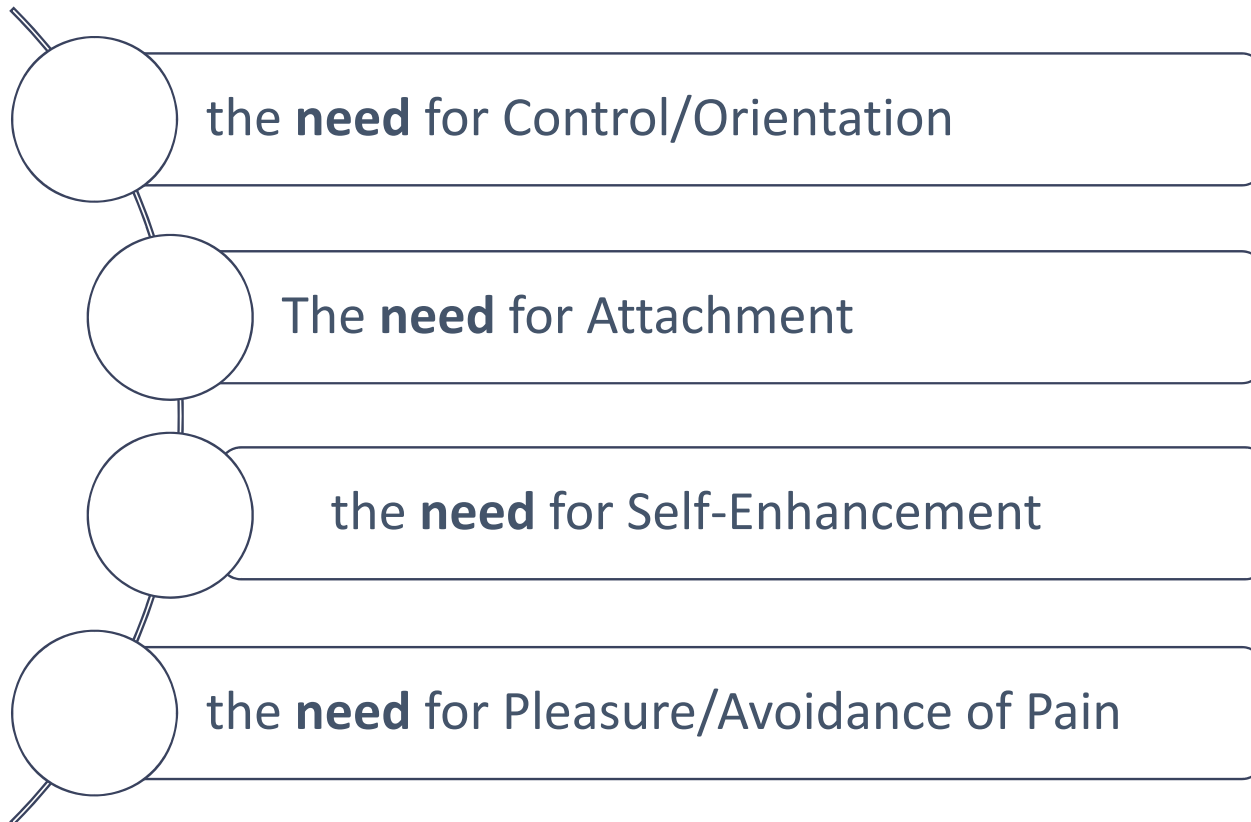 the need for Control/Orientation
The need for Attachment
the need for Self-Enhancement
the need for Pleasure/Avoidance of Pain